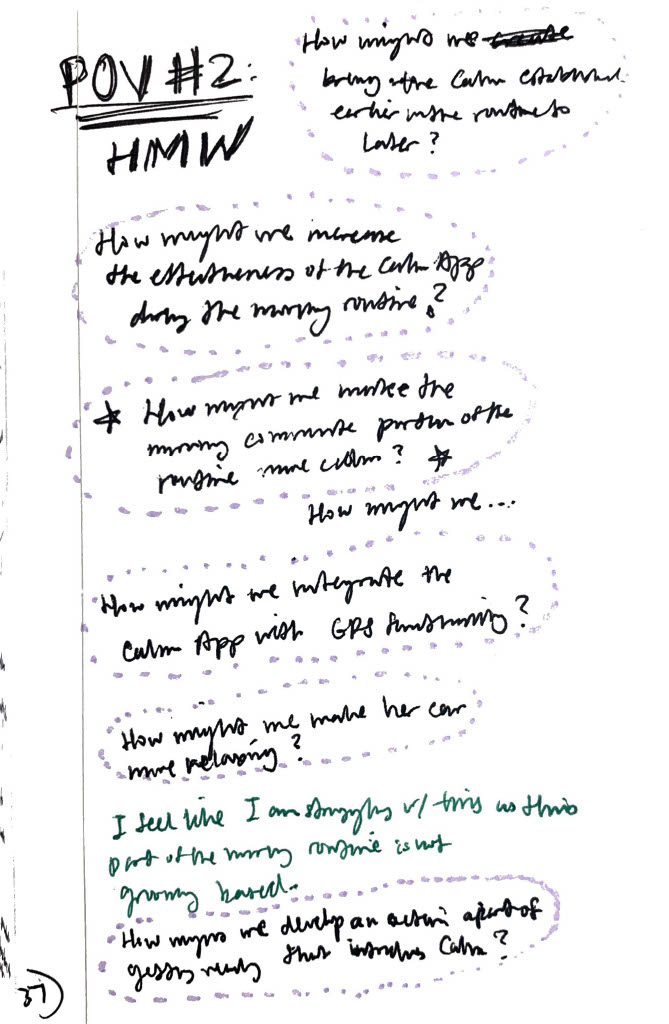 POV #2:
HMW
How might we create
bring the calm established
earlier in the routine to
later?
How might we increase
the effectiveness of the Calm App
during the morning routine?
☆ How might we make the
morning commute portion of the
routine more calm? ☆
How might we...
How might we integrate the
Calm App with GPS functionality?
How might we make her car
more relaxing?
I feel like I am struggling w/ this as this
part of the morning routine is not
groomy based.
How might we develop an action apart of
getting ready that involves Calm?
37